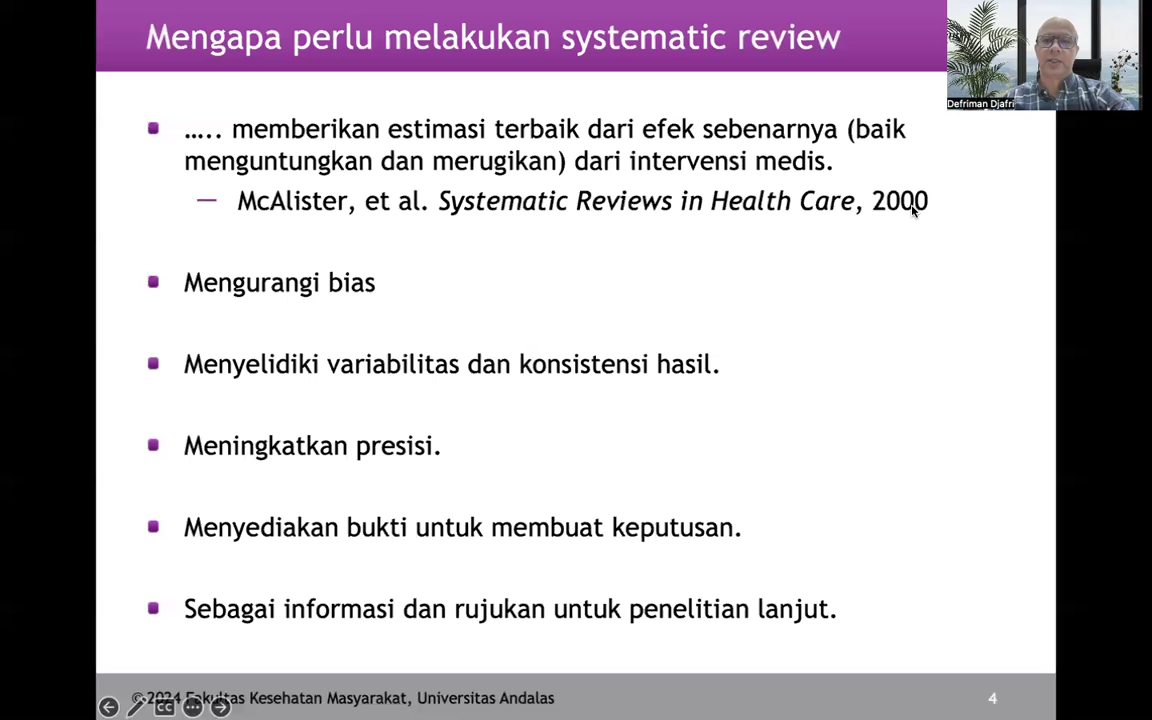 Mengapa perlu melakukan systematic review
Defriman Djafri
….. memberikan estimasi terbaik dari efek sebenarnya (baik
menguntungkan dan merugikan) dari intervensi medis.
— McAlister, et al. Systematic Reviews in Health Care, 2000
Mengurangi bias
Menyelidiki variabilitas dan konsistensi hasil.
Meningkatkan presisi.
Menyediakan bukti untuk membuat keputusan.
Sebagai informasi dan rujukan untuk penelitian lanjut.
©2024 Fakultas Kesehatan Masyarakat, Universitas Andalas
4
CC